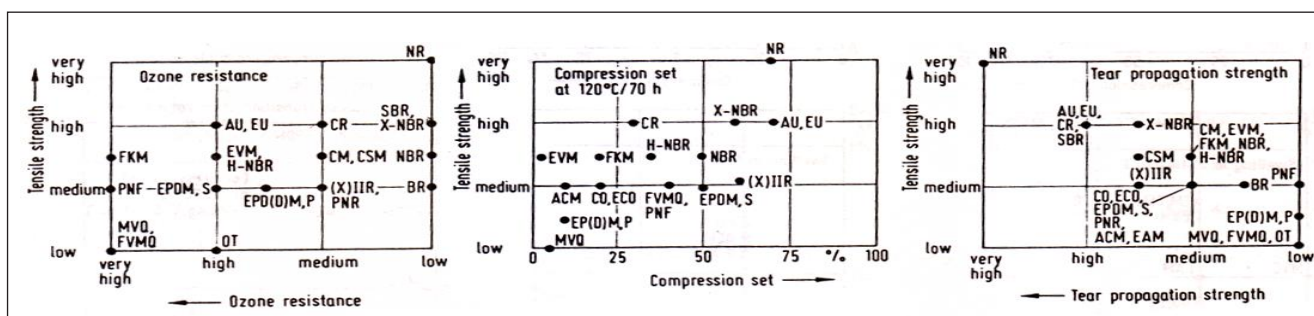 Ozone resistance
very
high
high
medium
low
Tensile strength
NR
AU, EU
CR
SBR,
X-NBR
FKM
EVM,
H-NBR
CM, CSM
NBR
PNF
EPDM, S
EPD(D)M,P
(X)IIR,
PNR
BR
MVQ,
FVMQ
OT
very
high
high
medium
low
Ozone resistance
Compression set
at 120°C/70 h
very
high
high
medium
low
Tensile strength
NR
CR
X-NBR
AU, EU
EVM
FKM
H-NBR
NBR
ACM
CO,ECO
FVMQ,
PNF
EPDM, S
(X)IIR
EP(D)M,P
MVQ
0
25
50
75
%
100
Compression set
Tear propagation strength
very
high
high
medium
low
Tensile strength
NR
AU,EU,
CR,
SBR
X-NBR
CM, EVM,
FKM, NBR,
H-NBR
CSM
(X)IIR
CO, ECO,
EPDM, S,
PNR,
ACM, EAM
BR
PNF
EP(D)M,P
MVQ, FVMQ, OT
very
high
high
medium
low
Tear propagation strength